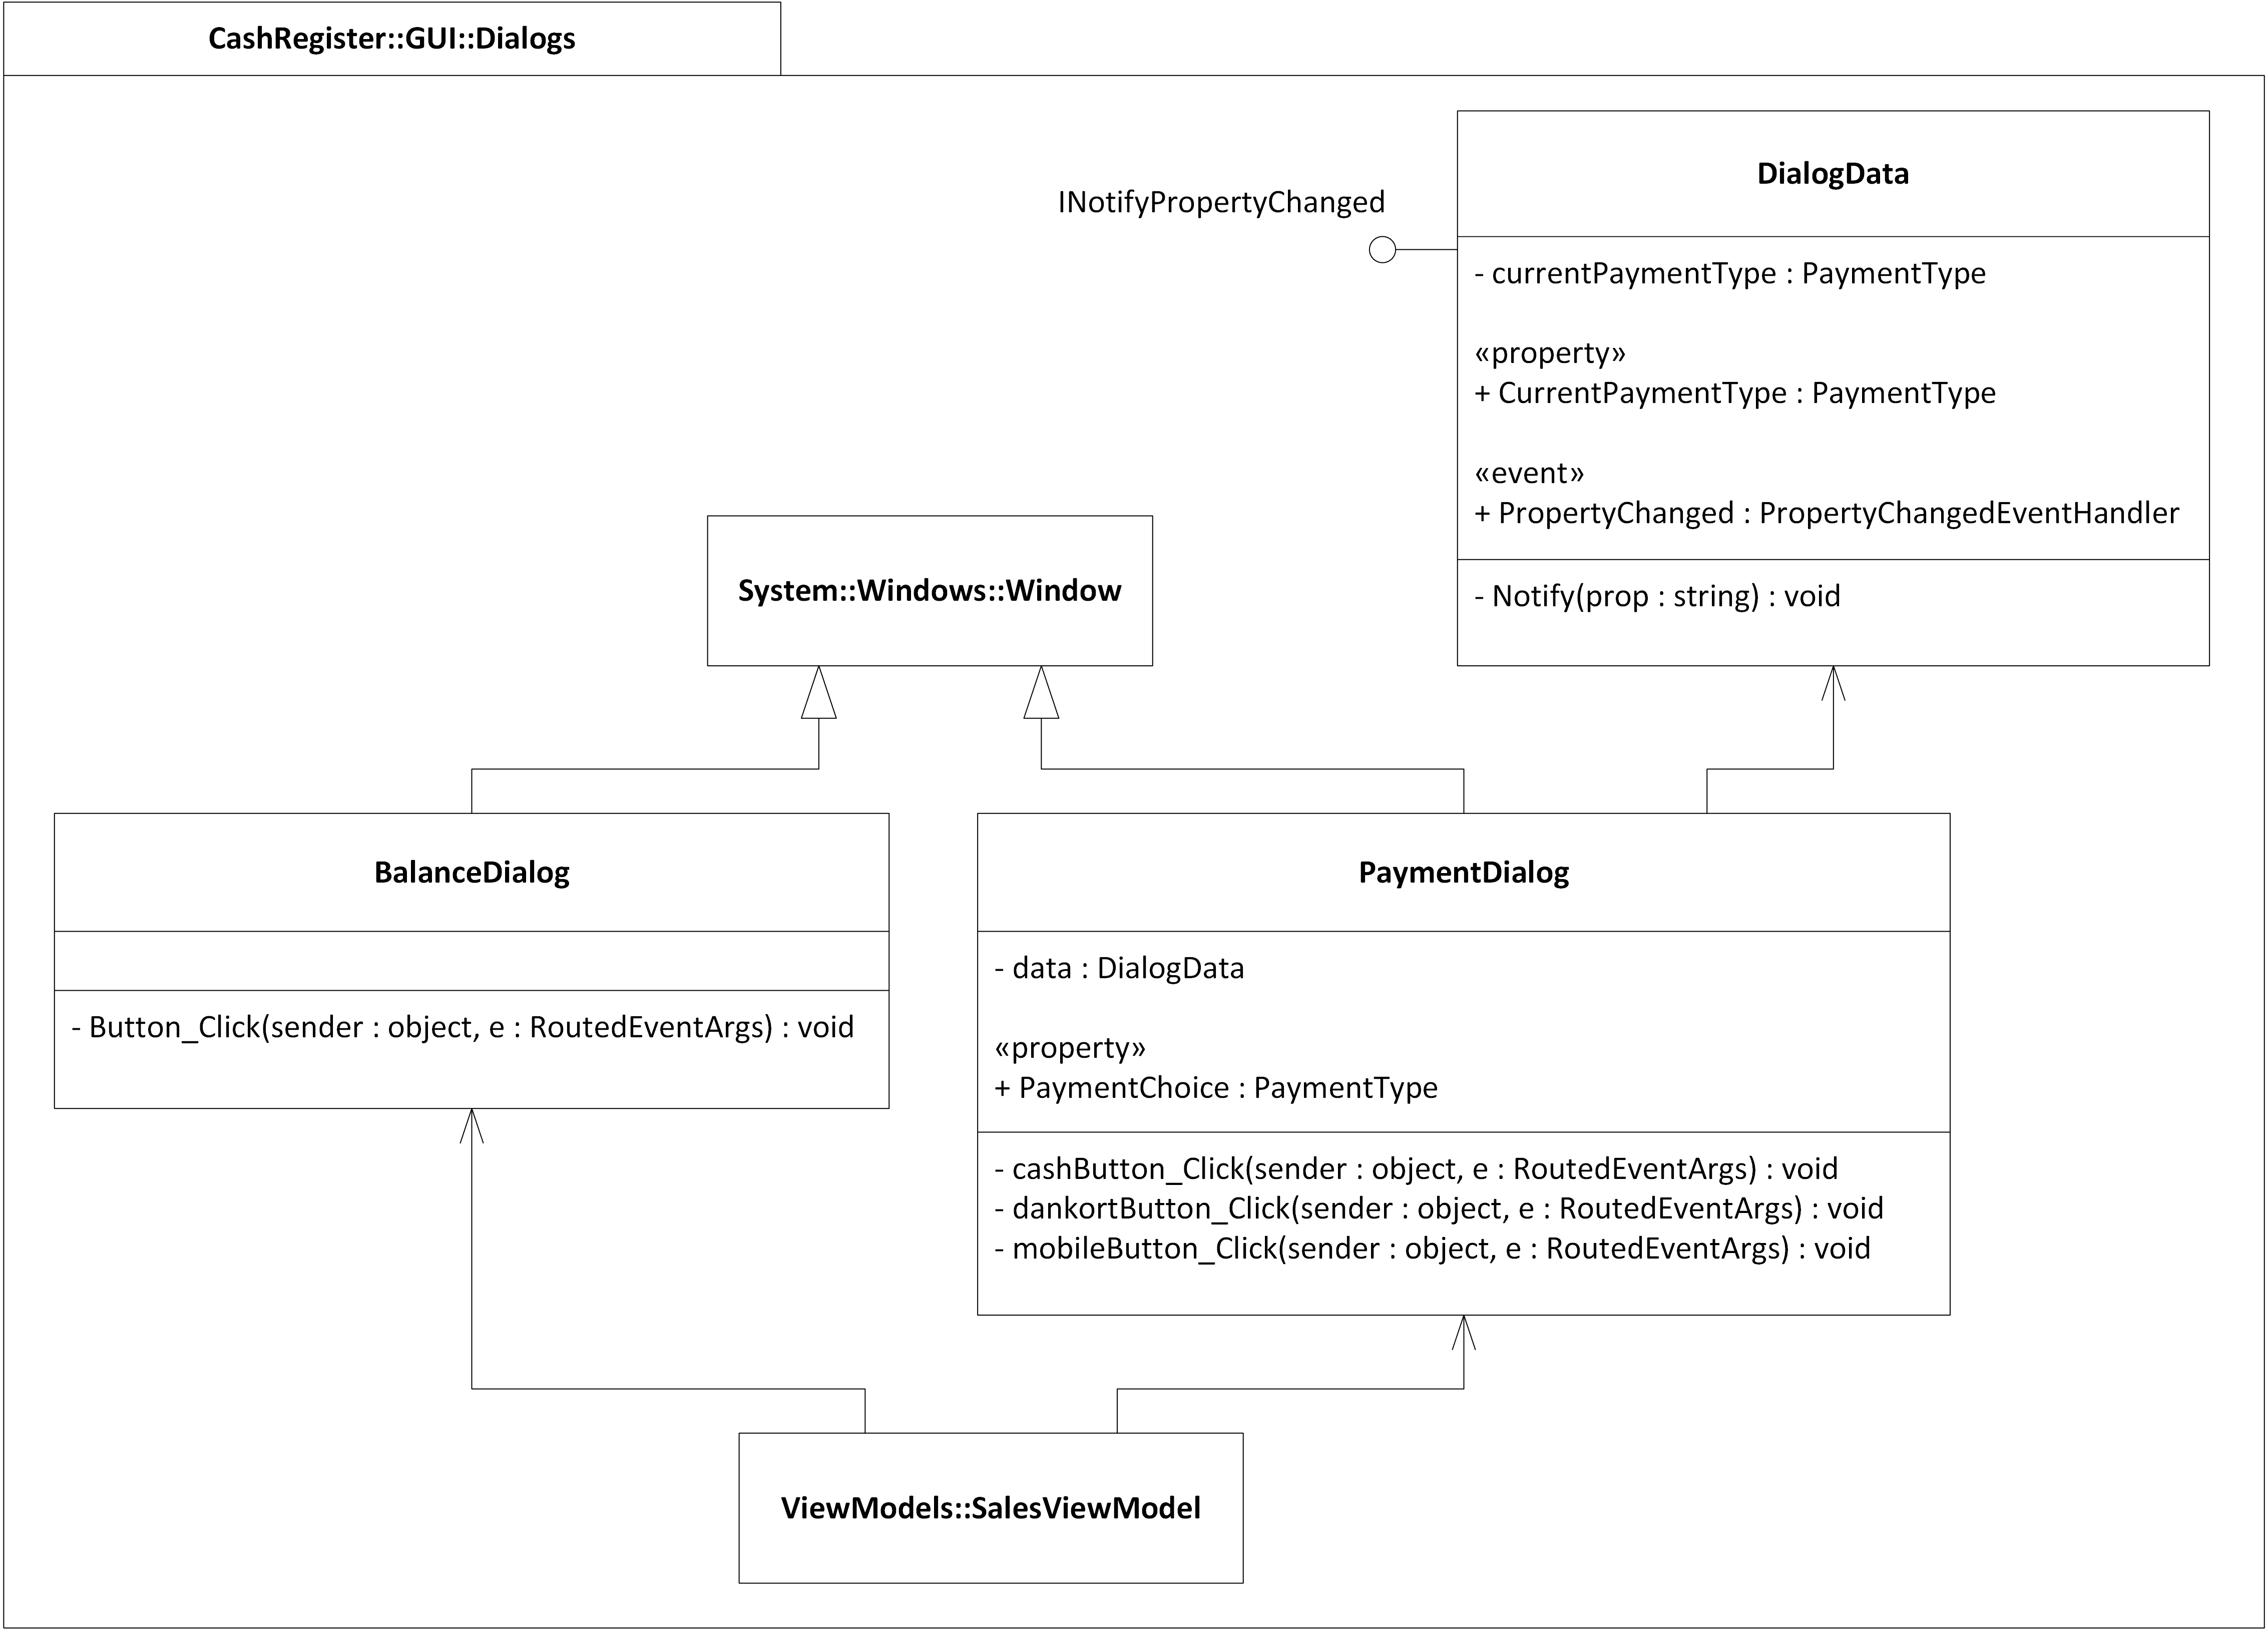 CashRegister::GUI::Dialogs
INotifyPropertyChanged
DialogData
- currentPaymentType : PaymentType
«property»
+ CurrentPaymentType : PaymentType
«event»
+ PropertyChanged : PropertyChangedEventHandler
- Notify(prop : string) : void
System::Windows::Window
BalanceDialog
- Button_Click(sender : object, e : RoutedEventArgs) : void
PaymentDialog
- data : DialogData
«property»
+ PaymentChoice : PaymentType
- cashButton_Click(sender : object, e : RoutedEventArgs) : void
- dankortButton_Click(sender : object, e : RoutedEventArgs) : void
- mobileButton_Click(sender : object, e : RoutedEventArgs) : void
ViewModels::SalesViewModel